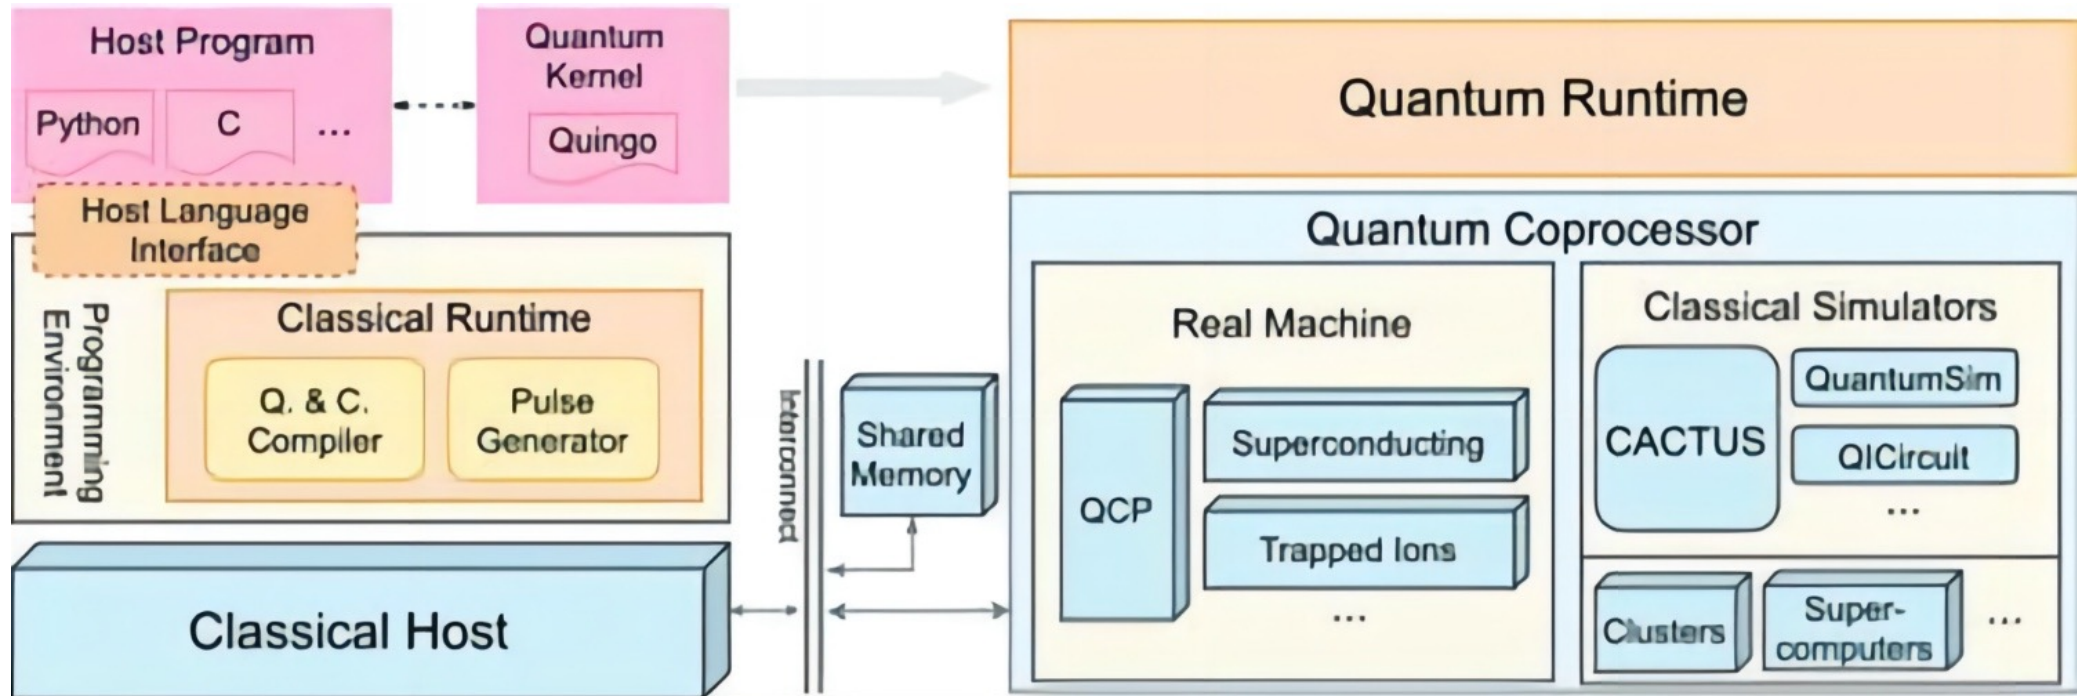 Host Program
Python
C
...
Quantum
Kernel
Quingo
Host Language
Interface
Programming
Environment
Classical Runtime
Q. & C.
Compiler
Pulse
Generator
Classical Host
Interconnect
Shared
Memory
Quantum Runtime
Quantum Coprocessor
Real Machine
QCP
Superconducting
Trapped Ions
...
Classical Simulators
CACTUS
QuantumSim
QICircuit
...
Clusters
Super-
computers
...